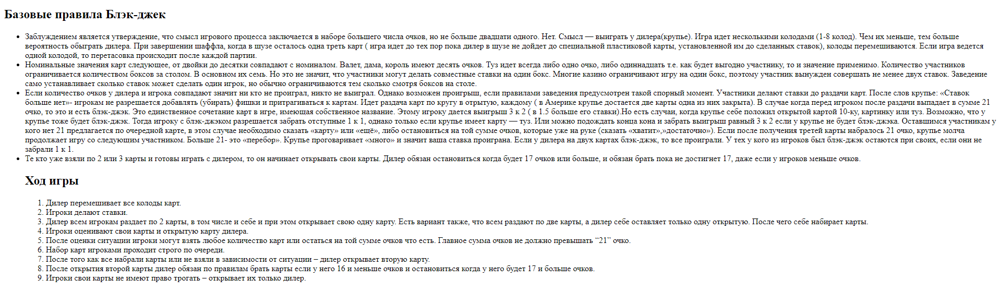 Базовые правила Блэк-джек
Заблуждением является утверждение, что смысл игрового процесса заключается в наборе большего числа очков, но не больше двадцати одного. Нет. Смысл — выиграть у дилера(крупье). Игра идет несколькими колодами (1-8 колод). Чем их меньше, тем больше
вероятность обыграть дилера. При завершении шаффла, когда в шузе осталось одна треть карт ( игра идет до тех пор пока дилер в шузе не дойдет до специальной пластиковой карты, установленной им до сделанных ставок), колоды перемешиваются. Если игра ведется
одной колодой, то перетасовка происходит после каждой партии.
Номинальные значения карт следующее, от двойки до десятки совпадают с номиналом. Валет, дама, король имеют десять очков. Туз идет всегда либо одно очко, либо одиннадцать т.е. как будет выгодно участнику, то и значение применимо. Количество участников
ограничивается количеством боксов за столом. В основном их семь. Но это не значит, что участники могут делать совместные ставки на один бокс. Многие казино ограничивают игру на один бокс, поэтому участник вынужден совершать не менее двух ставок. Заведение
само устанавливает сколько ставок может сделать один игрок, но обычно ограничиваются тем сколько смотря боксов на столе.
Если количество очков у дилера и игрока совпадают значит ни кто не проиграл, никто не выиграл. Однако возможен проигрыш, если правилами заведения предусмотрен такой спорный момент. Участники делают ставки до раздачи карт. После слов крупье: «Ставок
больше нет»- игрокам не разрешается добавлять (убирать) фишки и притрагиваться к картам. Идет раздача карт по кругу в отрытую, каждому ( в Америке крупье достается две карты одна из них закрыта). В случае когда перед игроком после раздачи выпадает в сумме 21
очко, то это и есть блэк-джэк. Это единственное сочетание карт в игре, имеющая собственное название. Этому игроку дается выигрыш 3 к 2 ( в 1.5 больше его ставки).Но есть случаи, когда крупье себе положил открытой картой 10-ку, картинку или туз. Возможно, что у
крупье тоже будет блэк-джэк. Тогда игроку с блэк-джэком разрешается забрать отступные 1 к 1, однако только если крупье имеет карту — туз. Или можно подождать конца кона и забрать выигрыш равный 3 к 2 если у крупье не будет блэк-джэка. Оставшимся участникам у
кого нет 21 предлагается по очередной карте, в этом случае необходимо сказать «карту» или «ещё», либо остановиться на той сумме очков, которые уже на руке (сказать «хватит»,»достаточно»). Если после получения третей карты набралось 21 очко, крупье молча
продолжает игру со следующим участником. Больше 21- это «перебор». Крупье проговаривает «много» и значит ваша ставка проиграна. Если у дилера на двух картах блэк-джэк, то все проиграли. У тех у кого из игроков был блэк-джэк остаются при своих, если они не
забрали 1 к 1.
Те кто уже взяли по 2 или 3 карты и готовы играть с дилером, то он начинает открывать свои карты. Дилер обязан остановиться когда будет 17 очков или больше, и обязан брать пока не достигнет 17, даже если у игроков меньше очков.
Ход игры
1. Дилер перемешивает все колоды карт.
2. Игроки делают ставки.
3. Дилер всем игрокам раздает по 2 карты, в том числе и себе и при этом открывает свою одну карту. Есть вариант также, что всем раздают по две карты, а дилер себе оставляет только одну открытую. После чего себе набирает карты.
4. Игроки оценивают свои карты и открытую карту дилера.
5. После оценки ситуации игроки могут взять любое количество карт или остаться на той сумме очков что есть. Главное сумма очков не должно превышать “21” очко.
6. Набор карт игроками проходит строго по очереди.
7. После того как все набрали карты или не взяли в зависимости от ситуации – дилер открывает вторую карту.
8. После открытия второй карты дилер обязан по правилам брать карты если у него 16 и меньше очков и остановиться когда у него будет 17 и больше очков.
9. Игроки свои карты не имеют право трогать – открывает их только дилер.